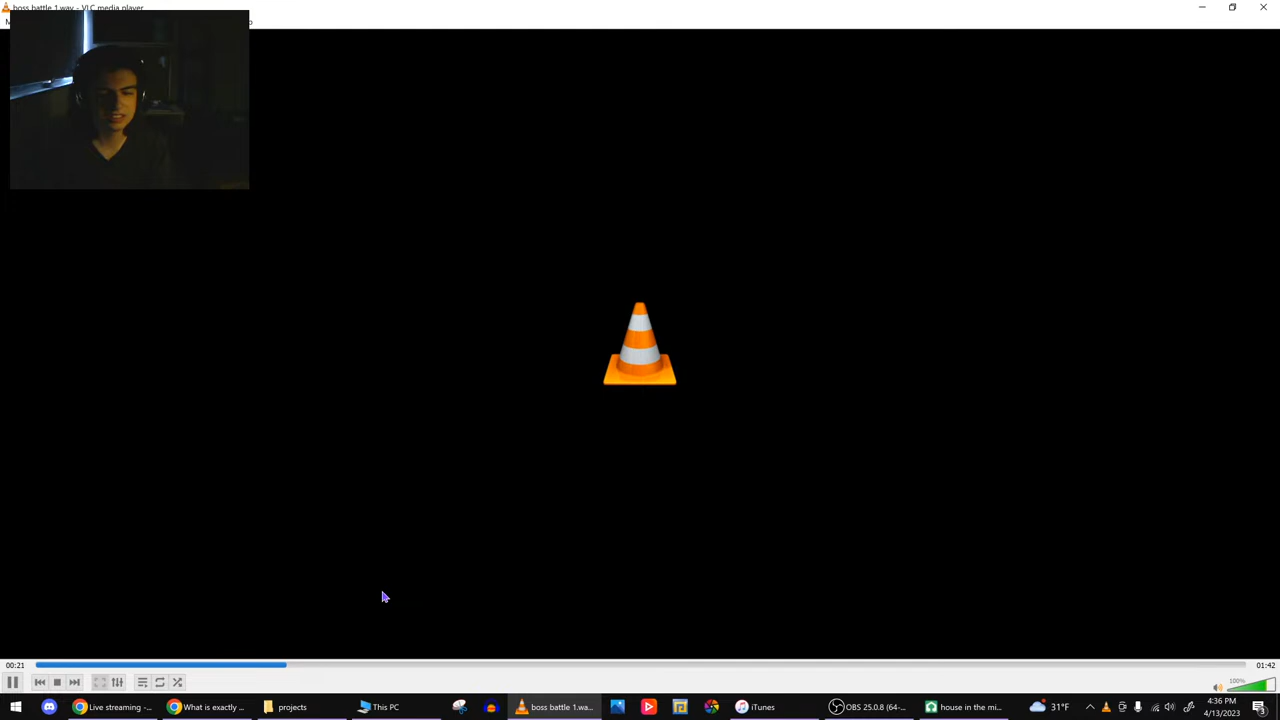 boss battle 1.wav - VLC media player
00:21
01:42
100%
Live streaming -...
What is exactly ...
projects
This PC
boss battle 1.wa...
iTunes
OBS 25.0.8 (64-...
house in the mi...
31°F
4:36 PM
4/13/2023